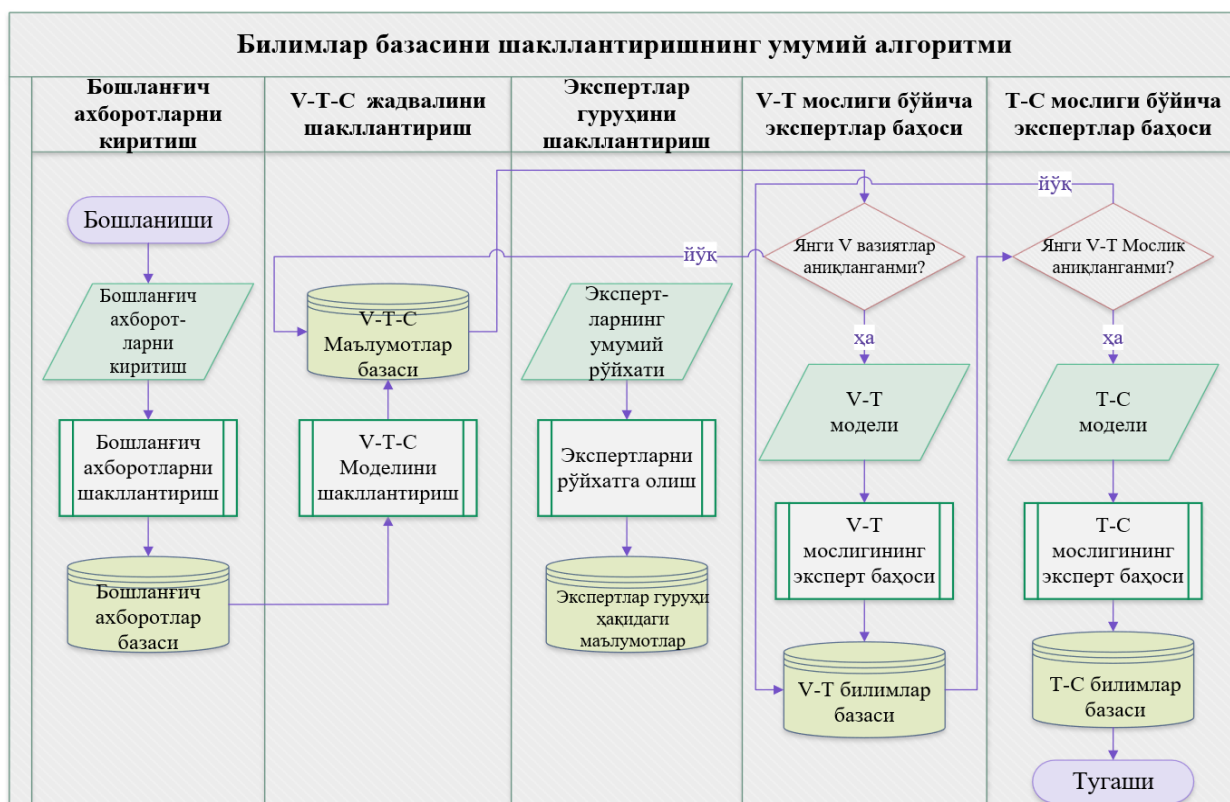 Билимлар базасини шакллантиришнинг умумий алгоритми
Бошланғич
ахборотларни
киритиш
V-T-C жадвалини
шакллантириш
Экспертлар
гуруҳини
шакллантириш
V-T мослиги бўйича
экспертлар баҳоси
T-C мослиги бўйича
экспертлар баҳоси
Бошланиши
Бошланғич
ахборот-
ларни
киритиш
Бошланғич
ахборотларни
шакллантириш
Бошланғич
ахборотлар
базаси
V-T-C
Маълумотлар
базаси
V-T-C
Моделини
шакллантириш
Эксперт-
ларнинг
умумий
рўйхати
Экспертларни
рўйхатга олиш
Экспертлар гуруҳи
ҳақидаги
маълумотлар
йўқ
Янги V вазиятлар
аниқланганми?
ҳа
V-T
модели
V-T
мослигининг
эксперт баҳоси
V-T билимлар
базаси
йўқ
Янги V-T Мослик
аниқланганми?
ҳа
T-C
модели
T-C
мослигининг
эксперт баҳоси
T-C билимлар
базаси
Тугаши